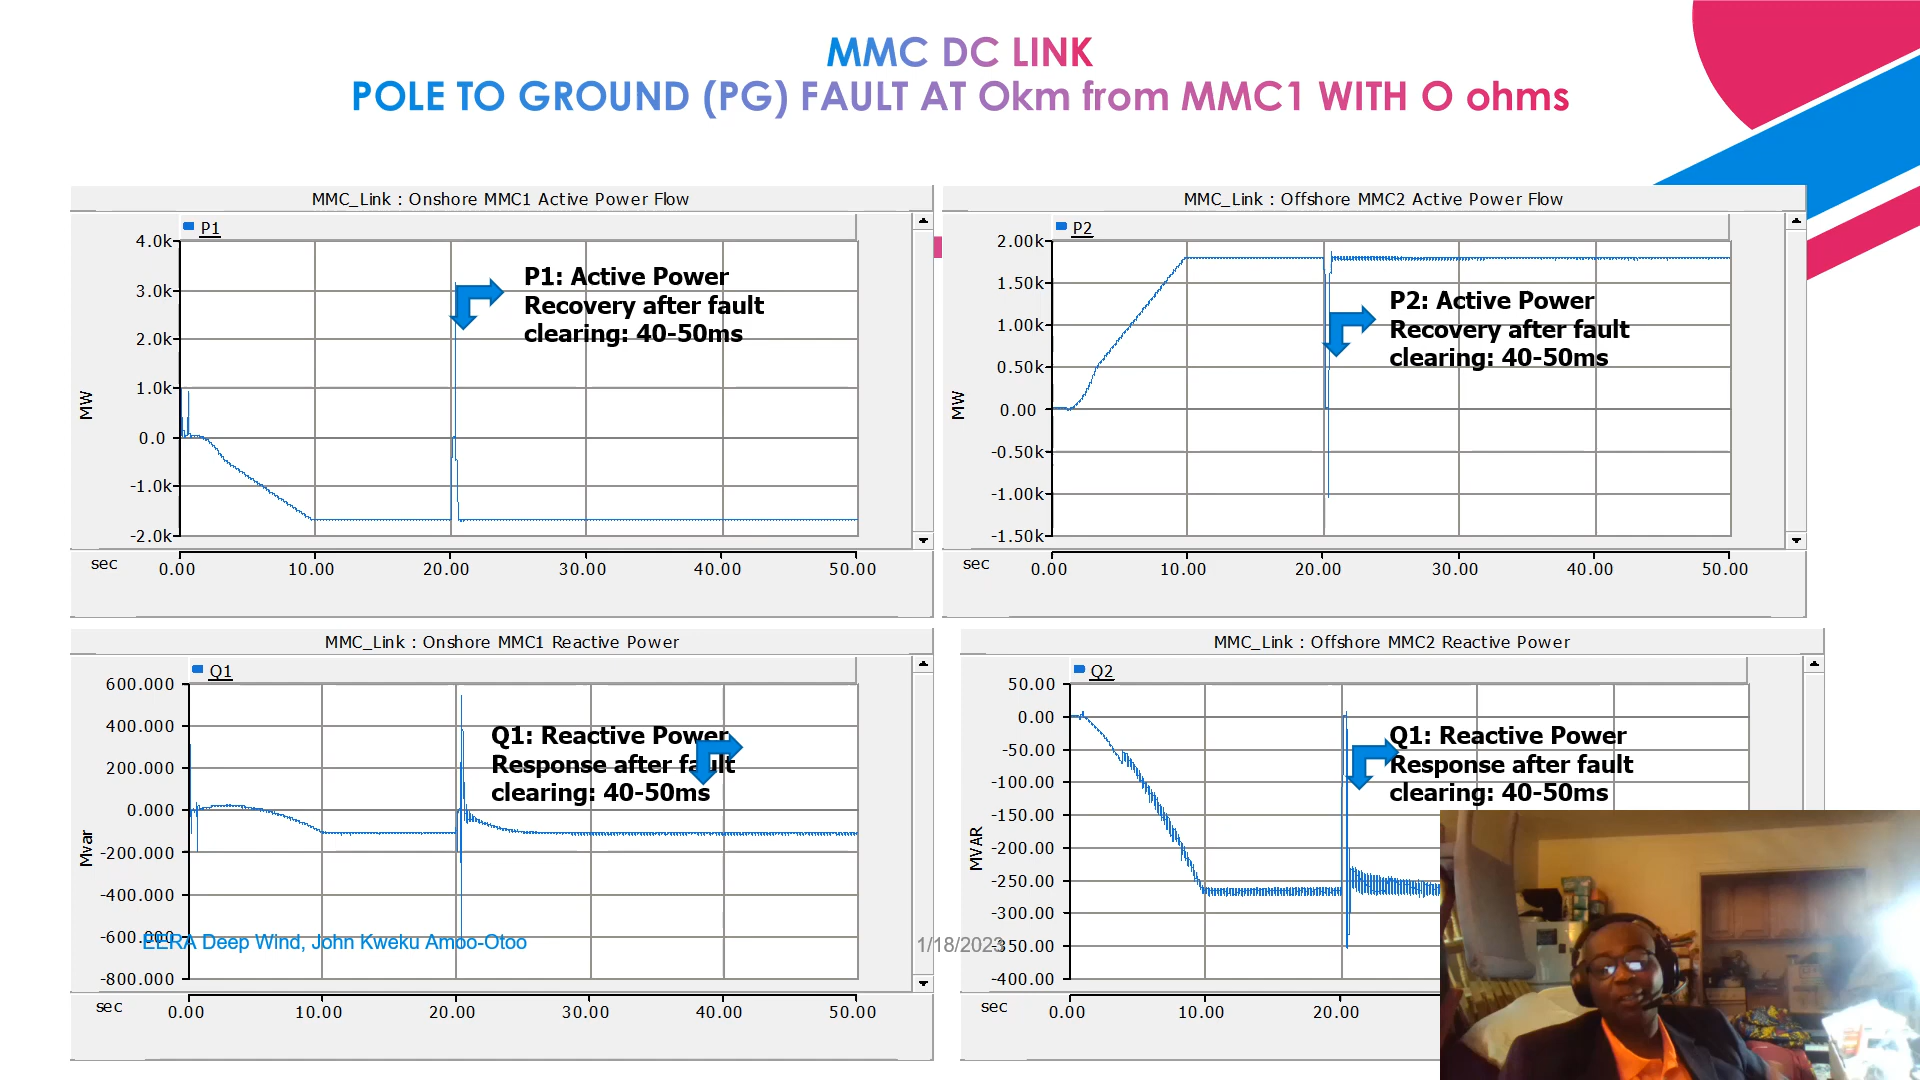 MMC DC LINK
POLE TO GROUND (PG) FAULT AT Okm from MMC1 WITH O ohms
MMC_Link : Onshore MMC1 Active Power Flow
P1
4.0k
3.0k
2.0k
1.0k
0.0
-1.0k
-2.0k
MW
P1: Active Power
Recovery after fault
clearing: 40-50ms
sec
0.00 10.00 20.00 30.00 40.00 50.00
MMC_Link : Offshore MMC2 Active Power Flow
P2
2.00k
1.50k
1.00k
0.50k
0.00
-0.50k
-1.00k
-1.50k
MW
P2: Active Power
Recovery after fault
clearing: 40-50ms
sec
0.00 10.00 20.00 30.00 40.00 50.00
MMC_Link : Onshore MMC1 Reactive Power
Q1
600.000
400.000
200.000
0.000
-200.000
-400.000
-600.000
-800.000
Mvar
Q1: Reactive Power
Response after fault
clearing: 40-50ms
sec
0.00 10.00 20.00 30.00 40.00 50.00
MMC_Link : Offshore MMC2 Reactive Power
Q2
50.00
0.00
-50.00
-100.00
-150.00
-200.00
-250.00
-300.00
-350.00
-400.00
MVAR
Q1: Reactive Power
Response after fault
clearing: 40-50ms
sec
0.00 10.00 20.00
EERA Deep Wind, John Kweku Amoo-Otoo
1/18/2023